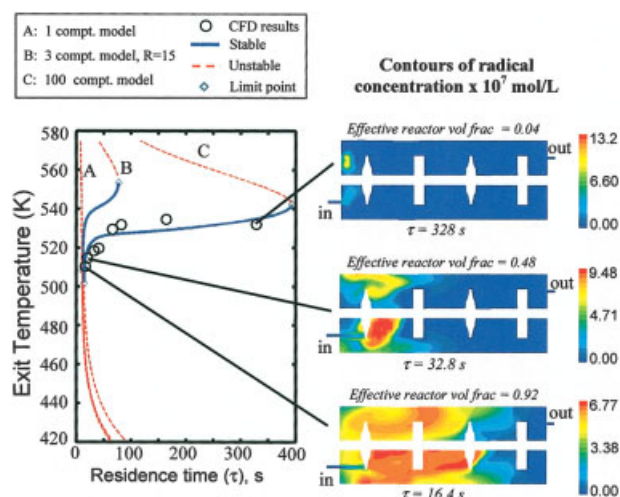 A: 1 compt. model
B: 3 compt. model, R=15
C: 100 compt. model
CFD results
Stable
Unstable
Limit point
Contours of radical
concentration x 10⁷ mol/L
Exit Temperature (K)
580
560
540
520
500
480
460
440
420
0
100
200
300
400
Residence time (τ), s
A
B
C
Effective reactor vol frac = 0.04
out
in
τ = 328 s
13.2
6.60
0.00
Effective reactor vol frac = 0.48
out
in
τ = 32.8 s
9.48
4.71
0.00
Effective reactor vol frac = 0.92
out
in
τ = 16.4 s
6.77
3.38
0.00